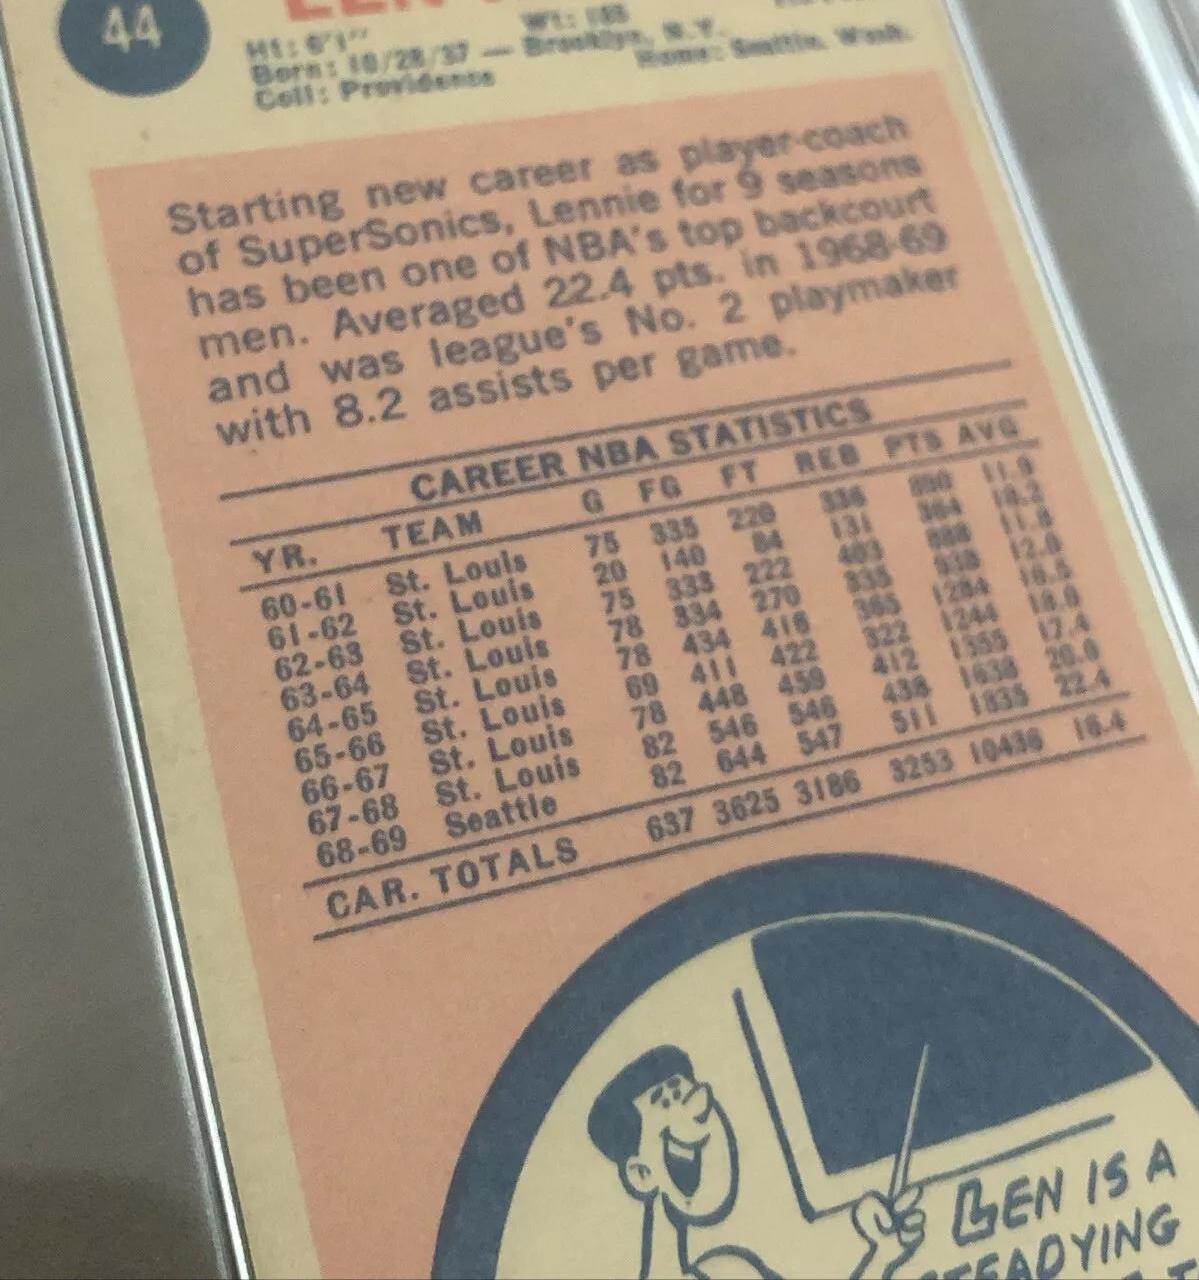 44
LEN
Ht: 6'1" Wt: 185
Born: 10/28/37 — Brooklyn, N.Y.
Coll: Providence Home: Seattle, Wash.
Starting new career as player-coach
of SuperSonics, Lennie for 9 seasons
has been one of NBA's top backcourt
men. Averaged 22.4 pts. in 1968-69
and was league's No. 2 playmaker
with 8.2 assists per game.
CAREER NBA STATISTICS
YR. TEAM G FG FT REB PTS AVG
60-61 St. Louis 75 335 220 336 890 11.9
61-62 St. Louis 20 140 84 131 364 18.2
62-63 St. Louis 75 333 222 403 888 11.8
63-64 St. Louis 78 334 270 335 938 12.0
64-65 St. Louis 78 434 416 365 1284 16.5
65-66 St. Louis 69 411 422 322 1244 18.0
66-67 St. Louis 78 448 459 412 1355 17.4
67-68 St. Louis 82 546 546 438 1638 20.0
68-69 Seattle 82 644 547 511 1835 22.4
CAR. TOTALS 637 3625 3186 3253 10436 16.4
LEN IS A
STEADYING